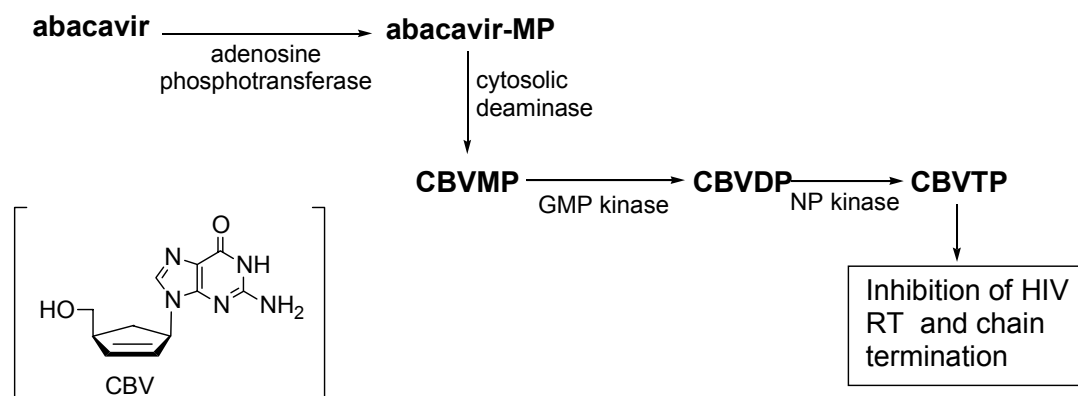 abacavir
adenosine
phosphotransferase
abacavir-MP
cytosolic
deaminase
CBVMP
GMP kinase
CBVDP
NP kinase
CBVTP
Inhibition of HIV
RT and chain
termination
O
N
NH
N
N
NH2
HO
CBV